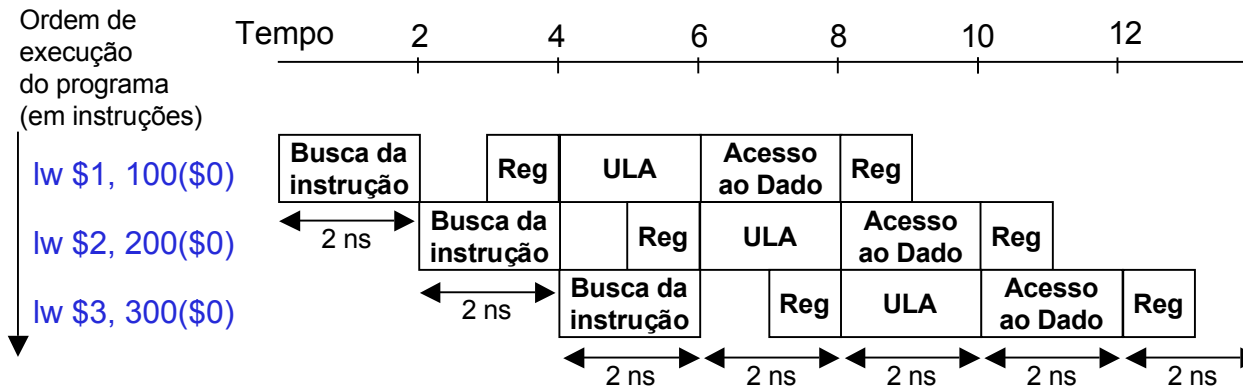 Ordem de
execução
do programa
(em instruções)
Tempo 2 4 6 8 10 12
lw $1, 100($0)
Busca da
instrução
Reg
ULA
Acesso
ao Dado
Reg
2 ns
lw $2, 200($0)
Busca da
instrução
Reg
ULA
Acesso
ao Dado
Reg
2 ns
lw $3, 300($0)
Busca da
instrução
Reg
ULA
Acesso
ao Dado
Reg
2 ns 2 ns 2 ns 2 ns 2 ns